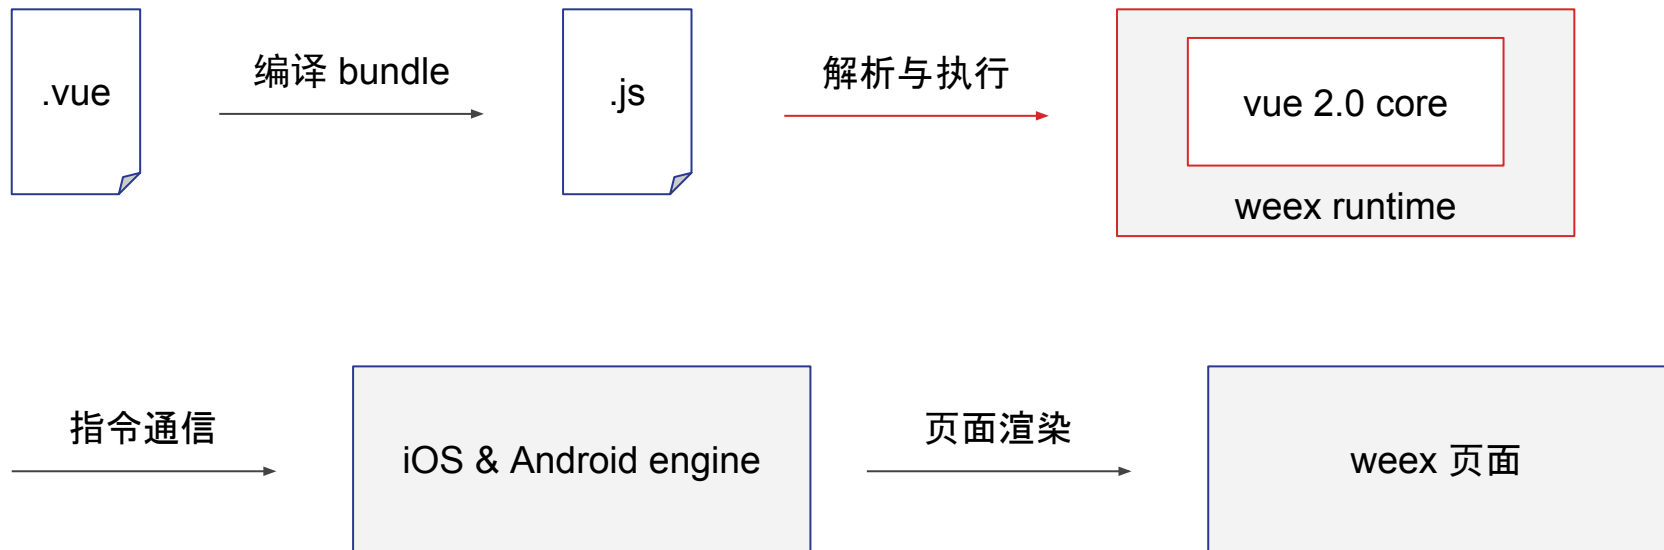 .vue
编译 bundle
.js
解析与执行
vue 2.0 core
weex runtime
指令通信
iOS & Android engine
页面渲染
weex 页面